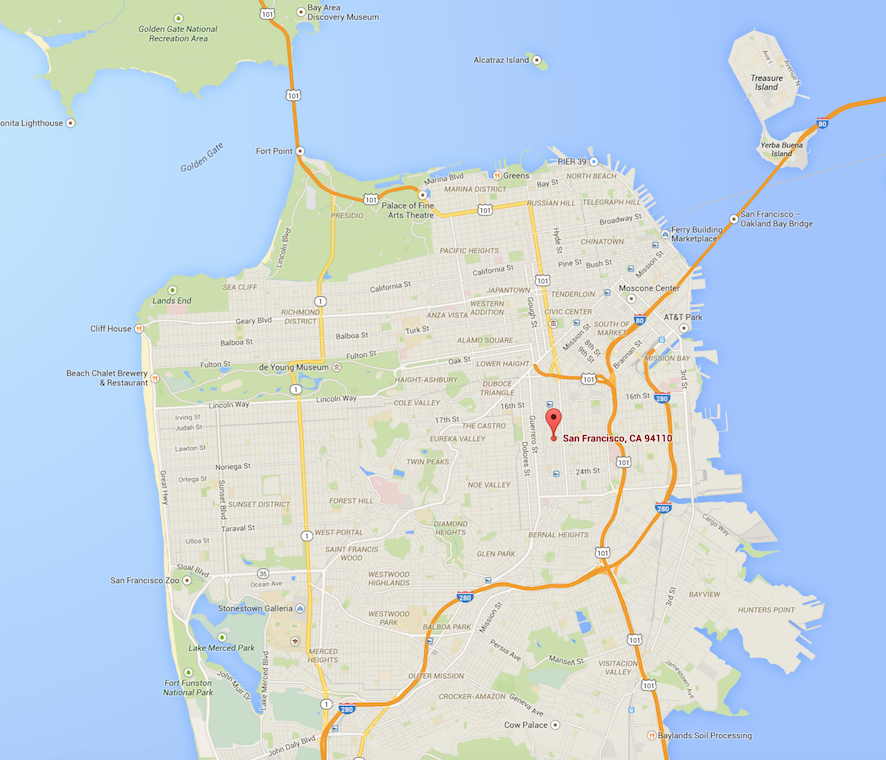 101
Bay Area
Discovery Museum
Golden Gate National
Recreation Area
Alcatraz Island
Ave I
Avenue N
Treasure
Island
101
onita Lighthouse
80
Golden Gate
Fort Point
PIER 39
Yerba Buena
Island
Marina Blvd
Greens
Bay St
NORTH BEACH
MARINA DISTRICT
101
Palace of Fine
Arts Theatre
101
RUSSIAN HILL
TELEGRAPH HILL
PRESIDIO
Broadway St
San Francisco –
Oakland Bay Bridge
Lincoln Blvd
Hyde St
Ferry Building
Marketplace
CHINATOWN
PACIFIC HEIGHTS
Pine St
Bush St
Mission St
California St
101
SEA CLIFF
California St
JAPANTOWN
Moscone Center
Lands End
1
TENDERLOIN
WESTERN
ADDITION
Gough St
RICHMOND
DISTRICT
ANZA VISTA
CIVIC CENTER
AT&T Park
Geary Blvd
80
Cliff House
Turk St
SOUTH OF
MARKET
Mission St
Balboa St
Balboa St
ALAMO SQUARE
8th St
9th St
Brannan St
Fulton St
Oak St
MISSION BAY
Fulton St
LOWER HAIGHT
de Young Museum
Beach Chalet Brewery
& Restaurant
HAIGHT-ASHBURY
101
3rd St
1
DUBOCE
TRIANGLE
Lincoln Way
Lincoln Way
COLE VALLEY
16th St
16th St
280
Irving St
Judah St
17th St
THE CASTRO
Guerrero St
Dolores St
EUREKA VALLEY
San Francisco, CA 94110
Lawton St
TWIN PEAKS
101
Noriega St
24th St
Great Hwy
Ortega St
Sunset Blvd
NOE VALLEY
SUNSET DISTRICT
FOREST HILL
280
Taraval St
DIAMOND
HEIGHTS
Cargo Way
1
WEST PORTAL
BERNAL HEIGHTS
Ulloa St
SAINT FRANCIS
WOOD
GLEN PARK
101
Sloat Blvd
35
San Francisco Zoo
Ocean Ave
WESTWOOD
HIGHLANDS
280
3rd St
BAYVIEW
Stonestown Galleria
WESTWOOD
PARK
Mission St
HUNTERS POINT
BALBOA PARK
101
Lake Merced Park
Persia Ave
MERCED
HEIGHTS
Mansell St
VISITACION
VALLEY
Lake Merced Blvd
Jamestown Ave
Fort Funston
National Park
John Muir Dr
OUTER MISSION
101
CROCKER-AMAZON
Geneva Ave
1
280
Cow Palace
Baylands Soil Processing
John Daly Blvd